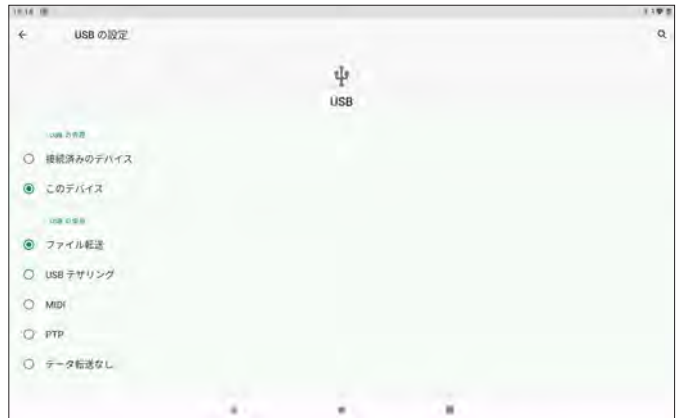 USB の設定
USB
接続済みのデバイス
このデバイス
ファイル転送
USB テザリング
MIDI
PTP
データ転送なし